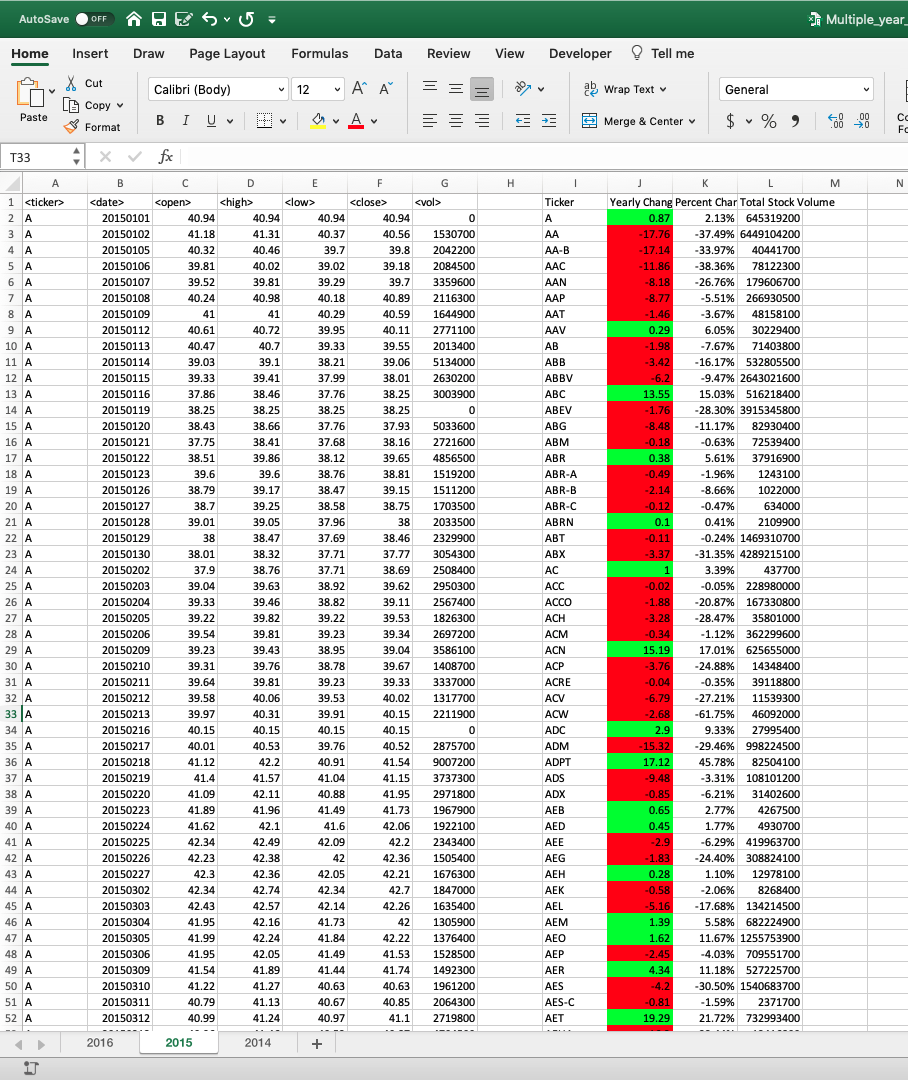 AutoSave OFF Multiple_year_
Home Insert Draw Page Layout Formulas Data Review View Developer Tell me
Paste Cut Copy Format
Calibri (Body) 12 A A Wrap Text General
B I U A Merge & Center $ % 9 .00 .00
T33 fx
A B C D E F G H I J K L M N
1 <ticker> <date> <open> <high> <low> <close> <vol> Ticker Yearly Chang Percent Char Total Stock Volume
2 A 20150101 40.94 40.94 40.94 40.94 0 A 0.87 2.13% 645319200
3 A 20150102 41.18 41.31 40.37 40.56 1530700 AA -17.76 -37.49% 6449104200
4 A 20150105 40.32 40.46 39.7 39.8 2042200 AA-B -17.14 -33.97% 40441700
5 A 20150106 39.81 40.02 39.02 39.18 2084500 AAC -11.86 -38.36% 78122300
6 A 20150107 39.52 39.81 39.29 39.7 3359600 AAN -8.18 -26.76% 179606700
7 A 20150108 40.24 40.98 40.18 40.89 2116300 AAP -8.77 -5.51% 266930500
8 A 20150109 41 41 40.29 40.59 1644900 AAT -1.46 -3.67% 48158100
9 A 20150112 40.61 40.72 39.95 40.11 2771100 AAV 0.29 6.05% 30229400
10 A 20150113 40.47 40.7 39.33 39.55 2013400 AB -1.98 -7.67% 71403800
11 A 20150114 39.03 39.1 38.21 39.06 5134000 ABB -3.42 -16.17% 532805500
12 A 20150115 39.33 39.41 37.99 38.01 2630200 ABBV -6.2 -9.47% 2643021600
13 A 20150116 37.86 38.46 37.76 38.25 3003900 ABC 13.55 15.03% 516218400
14 A 20150119 38.25 38.25 38.25 38.25 0 ABEV -1.76 -28.30% 3915345800
15 A 20150120 38.43 38.66 37.76 37.93 5033600 ABG -8.48 -11.17% 82930400
16 A 20150121 37.75 38.41 37.68 38.16 2721600 ABM -0.18 -0.63% 72539400
17 A 20150122 38.51 39.86 38.12 39.65 4856500 ABR 0.38 5.61% 37916900
18 A 20150123 39.6 39.6 38.76 38.81 1519200 ABR-A -0.49 -1.96% 1243100
19 A 20150126 38.79 39.17 38.47 39.15 1511200 ABR-B -2.14 -8.66% 1022000
20 A 20150127 38.7 39.25 38.58 38.75 1703500 ABR-C -0.12 -0.47% 634000
21 A 20150128 39.01 39.05 37.96 38 2033500 ABRN 0.1 0.41% 2109900
22 A 20150129 38 38.47 37.69 38.46 2329900 ABT -0.11 -0.24% 1469310700
23 A 20150130 38.01 38.32 37.71 37.77 3054300 ABX -3.37 -31.35% 4289215100
24 A 20150202 37.9 38.76 37.71 38.69 2508400 AC 1 3.39% 437700
25 A 20150203 39.04 39.63 38.92 39.62 2950300 ACC -0.02 -0.05% 228980000
26 A 20150204 39.33 39.46 38.82 39.11 2567400 ACCO -1.88 -20.87% 167330800
27 A 20150205 39.22 39.82 39.22 39.53 1826300 ACH -3.28 -28.47% 35801000
28 A 20150206 39.54 39.81 39.23 39.34 2697200 ACM -0.34 -1.12% 362299600
29 A 20150209 39.23 39.43 38.95 39.04 3586100 ACN 15.19 17.01% 625655000
30 A 20150210 39.31 39.76 38.78 39.67 1408700 ACP -3.76 -24.88% 14348400
31 A 20150211 39.64 39.81 39.23 39.33 3337000 ACRE -0.04 -0.35% 39118800
32 A 20150212 39.58 40.06 39.53 40.02 1317700 ACV -6.79 -27.21% 11539300
33 A 20150213 39.97 40.31 39.91 40.15 2211900 ACW -2.68 -61.75% 46092000
34 A 20150216 40.15 40.15 40.15 40.15 0 ADC 2.9 9.33% 27995400
35 A 20150217 40.01 40.53 39.76 40.52 2875700 ADM -15.32 -29.46% 998224500
36 A 20150218 41.12 42.2 40.91 41.54 9007200 ADPT 17.12 45.78% 82504100
37 A 20150219 41.4 41.57 41.04 41.15 3737300 ADS -9.48 -3.31% 108101200
38 A 20150220 41.09 42.11 40.88 41.95 2971800 ADX -0.85 -6.21% 31402600
39 A 20150223 41.89 41.96 41.49 41.73 1967900 AEB 0.65 2.77% 4267500
40 A 20150224 41.62 42.1 41.6 42.06 1922100 AED 0.45 1.77% 4930700
41 A 20150225 42.34 42.49 42.09 42.2 2343400 AEE -2.9 -6.29% 419963700
42 A 20150226 42.23 42.38 42 42.36 1505400 AEG -1.83 -24.40% 308824100
43 A 20150227 42.3 42.36 42.05 42.21 1676300 AEH 0.28 1.10% 12978100
44 A 20150302 42.34 42.74 42.34 42.7 1847000 AEK -0.58 -2.06% 8268400
45 A 20150303 42.43 42.57 42.14 42.26 1635400 AEL -5.16 -17.68% 134214500
46 A 20150304 41.95 42.16 41.73 42 1305900 AEM 1.39 5.58% 682224900
47 A 20150305 41.99 42.24 41.84 42.22 1376400 AEO 1.62 11.67% 1255753900
48 A 20150306 41.95 42.05 41.49 41.53 1528500 AEP -2.45 -4.03% 709551700
49 A 20150309 41.54 41.89 41.44 41.74 1492300 AER 4.34 11.18% 527225700
50 A 20150310 41.22 41.27 40.63 40.63 1961200 AES -4.2 -30.50% 1540683700
51 A 20150311 40.79 41.13 40.67 40.85 2064300 AES-C -0.81 -1.59% 2371700
52 A 20150312 40.99 41.24 40.97 41.1 2719800 AET 19.29 21.72% 732993400
2016 2015 2014 +